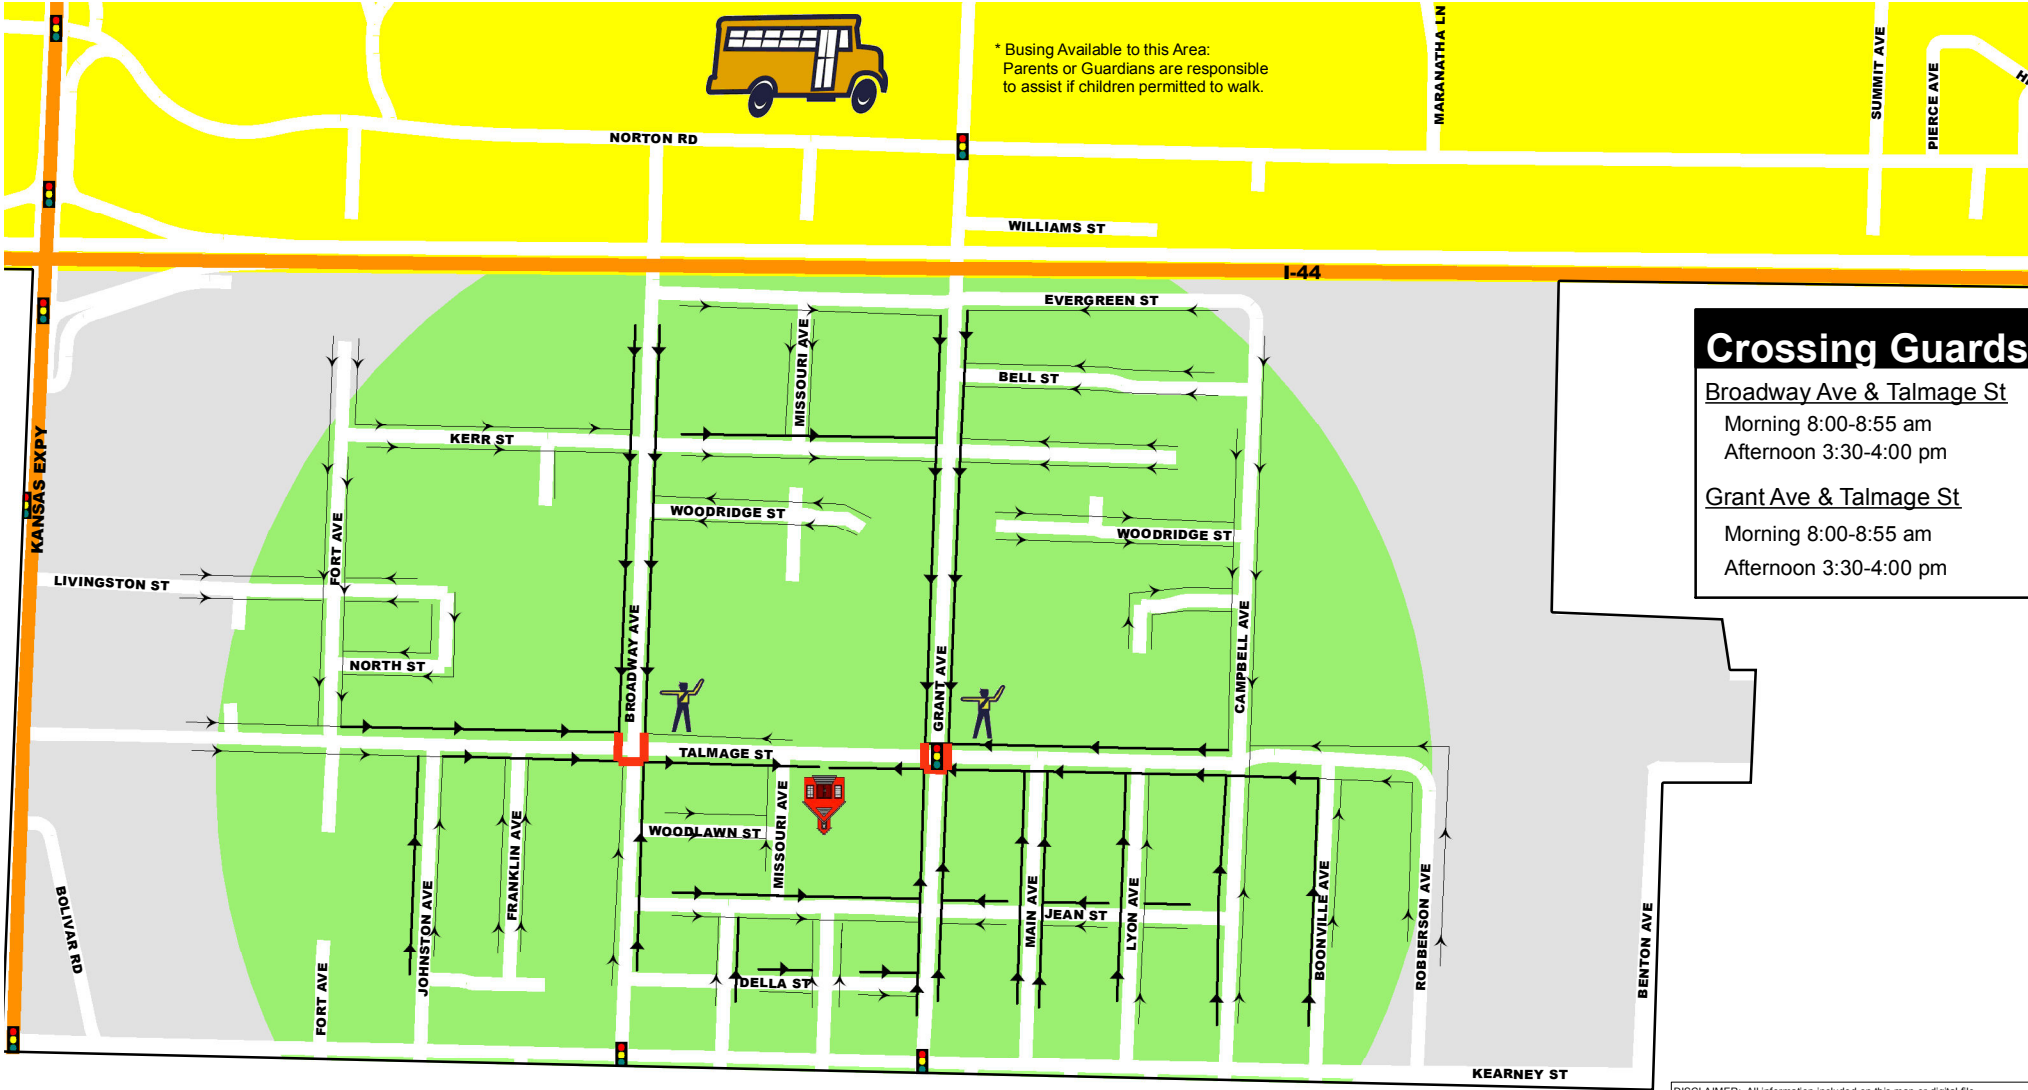 * Busing Available to this Area:
Parents or Guardians are responsible
to assist if children permitted to walk.
MARANATHA LN
SUMMIT AVE
PIERCE AVE
NORTON RD
WILLIAMS ST
I-44
EVERGREEN ST
MISSOURI AVE
BELL ST
KERR ST
KANSAS EXPY
Crossing Guards
Broadway Ave & Talmage St
Morning 8:00-8:55 am
Afternoon 3:30-4:00 pm
Grant Ave & Talmage St
Morning 8:00-8:55 am
Afternoon 3:30-4:00 pm
WOODRIDGE ST
WOODRIDGE ST
FORT AVE
LIVINGSTON ST
NORTH ST
BROADWAY AVE
GRANT AVE
CAMPBELL AVE
TALMAGE ST
WOODLAWN ST
MISSOURI AVE
FRANKLIN AVE
JOHNSTON AVE
BOLIVAR RD
FORT AVE
DELLA ST
JEAN ST
MAIN AVE
LYON AVE
BOONVILLE AVE
ROBBERSON AVE
BENTON AVE
KEARNEY ST